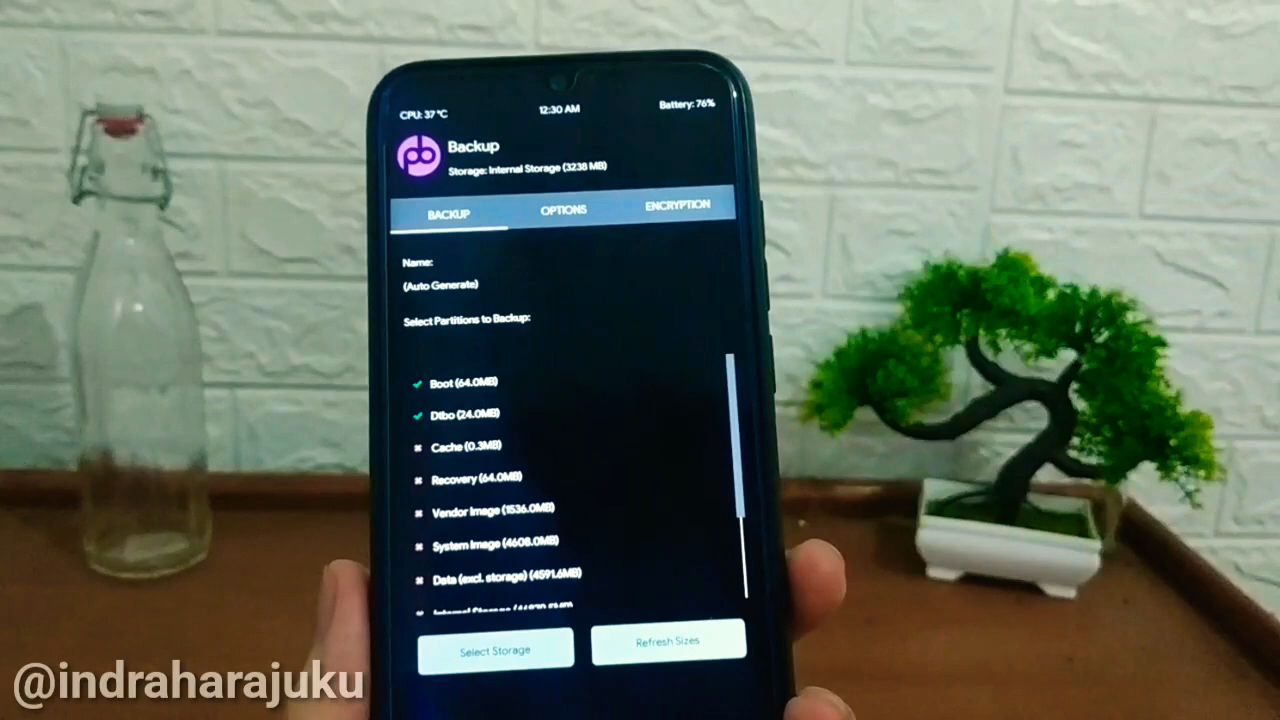 CPU: 37 °C 12:30 AM Battery: 76%
Backup
Storage: Internal Storage (3238 MB)
BACKUP OPTIONS ENCRYPTION
Name:
(Auto Generate)
Select Partitions to Backup:
Boot (64.0MB)
Dtbo (24.0MB)
Cache (0.3MB)
Recovery (64.0MB)
Vendor Image (1536.0MB)
System Image (4608.0MB)
Data (excl. storage) (4591.6MB)
Internal Storage
Select Storage Refresh Sizes
@indraharajuku